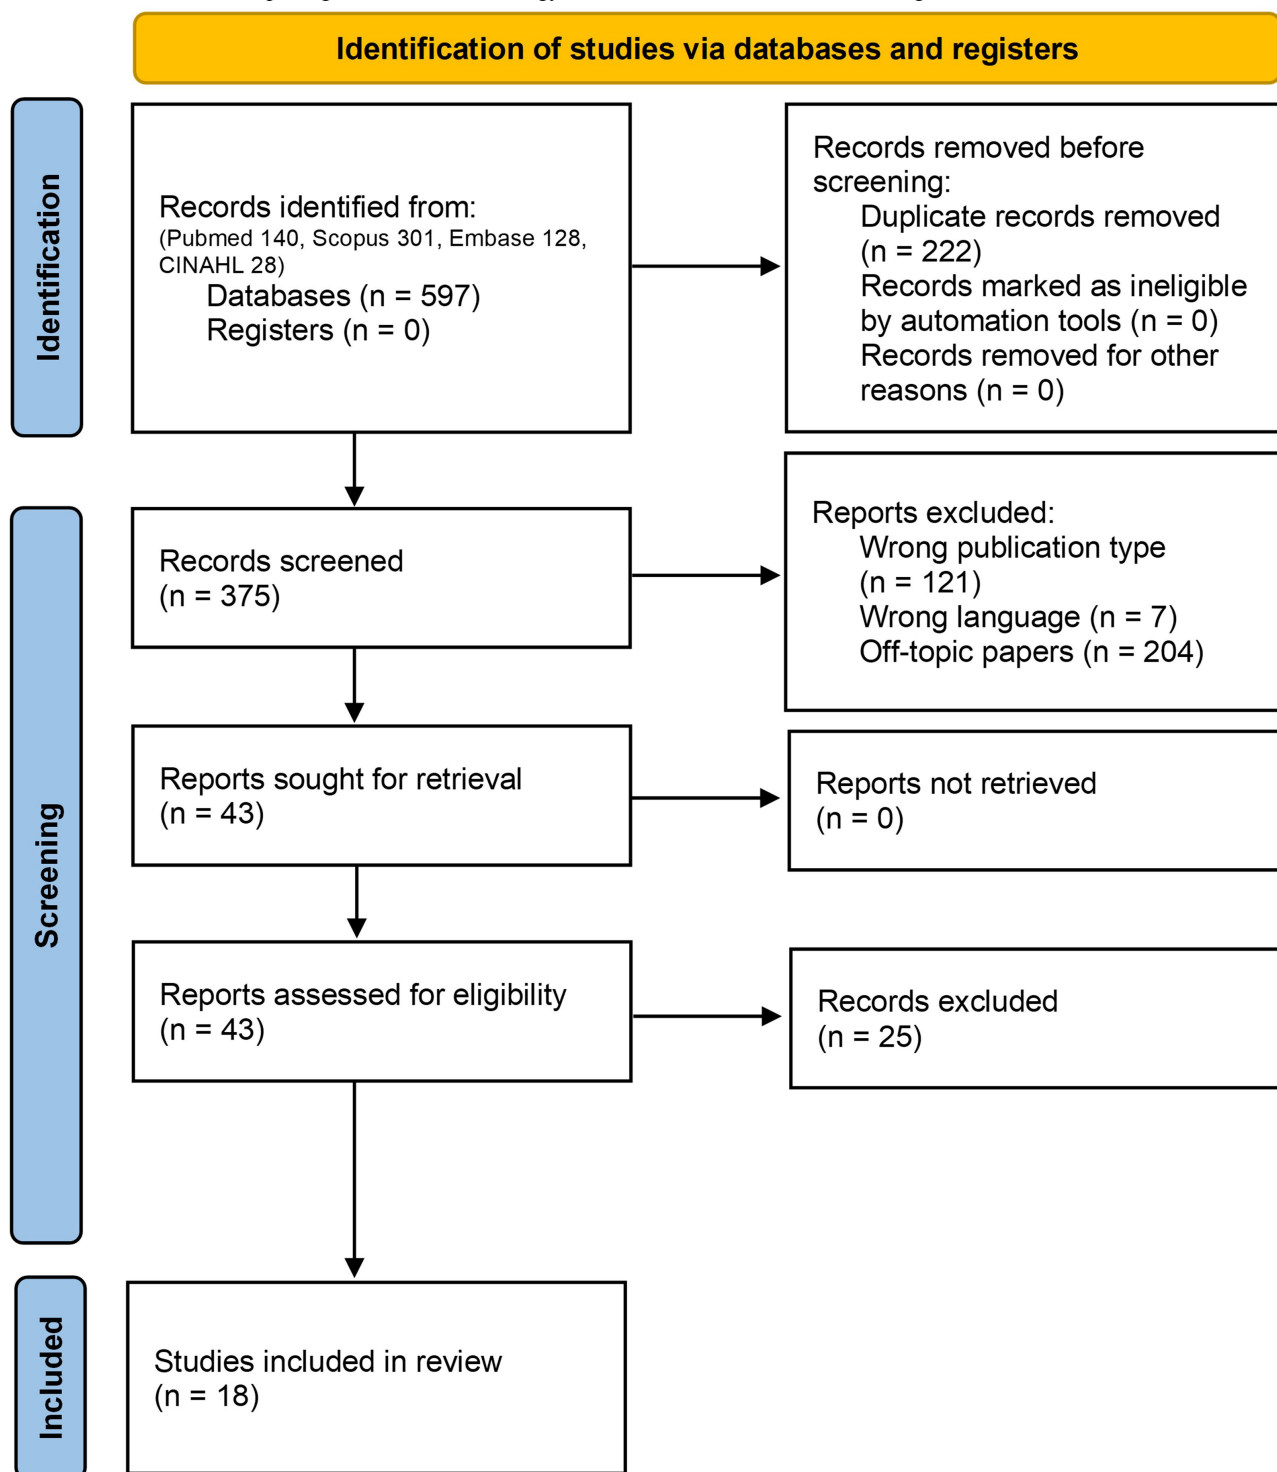 Identification of studies via databases and registers
Identification
Records identified from:
(Pubmed 140, Scopus 301, Embase 128,
CINAHL 28)
Databases (n = 597)
Registers (n = 0)
Records removed before
screening:
Duplicate records removed
(n = 222)
Records marked as ineligible
by automation tools (n = 0)
Records removed for other
reasons (n = 0)
Screening
Records screened
(n = 375)
Reports excluded:
Wrong publication type
(n = 121)
Wrong language (n = 7)
Off-topic papers (n = 204)
Reports sought for retrieval
(n = 43)
Reports not retrieved
(n = 0)
Reports assessed for eligibility
(n = 43)
Records excluded
(n = 25)
Included
Studies included in review
(n = 18)